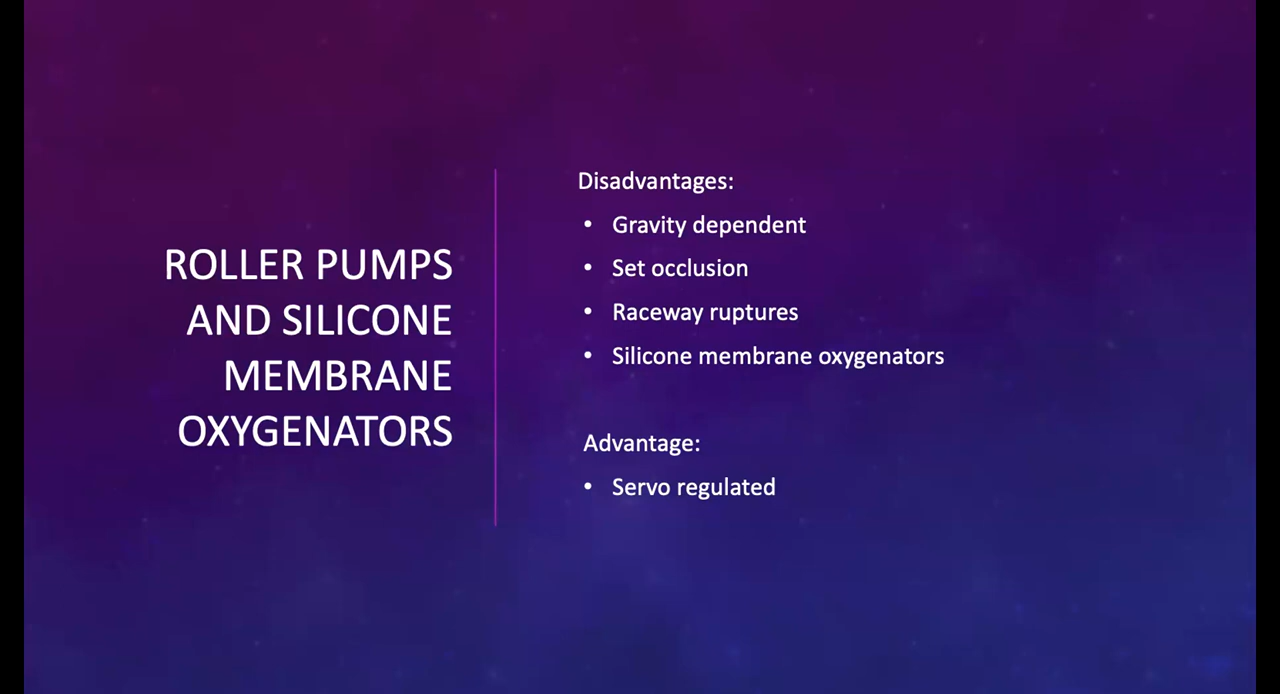 ROLLER PUMPS
AND SILICONE
MEMBRANE
OXYGENATORS
Disadvantages:
• Gravity dependent
• Set occlusion
• Raceway ruptures
• Silicone membrane oxygenators
Advantage:
• Servo regulated